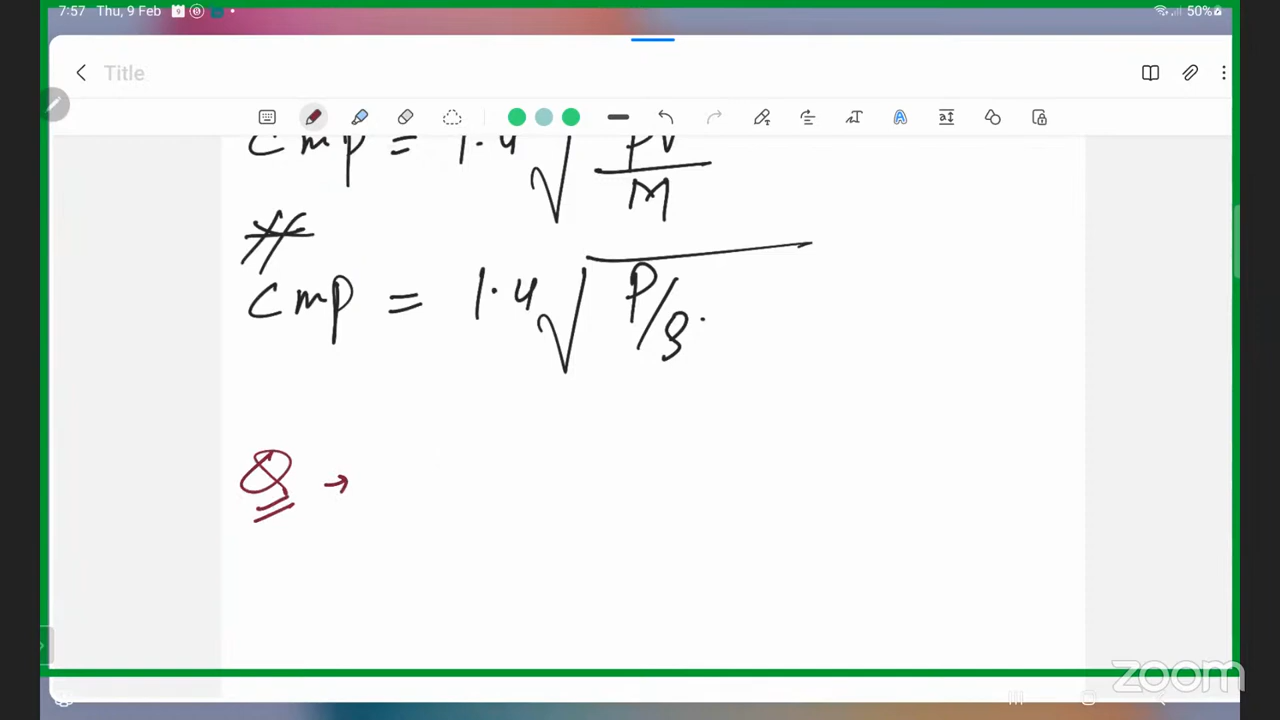 7:57 Thu, 9 Feb
50%
Title
Cmp = 1.4 √ PV / M
Cmp = 1.4 √ P/ρ
Q →
zoom